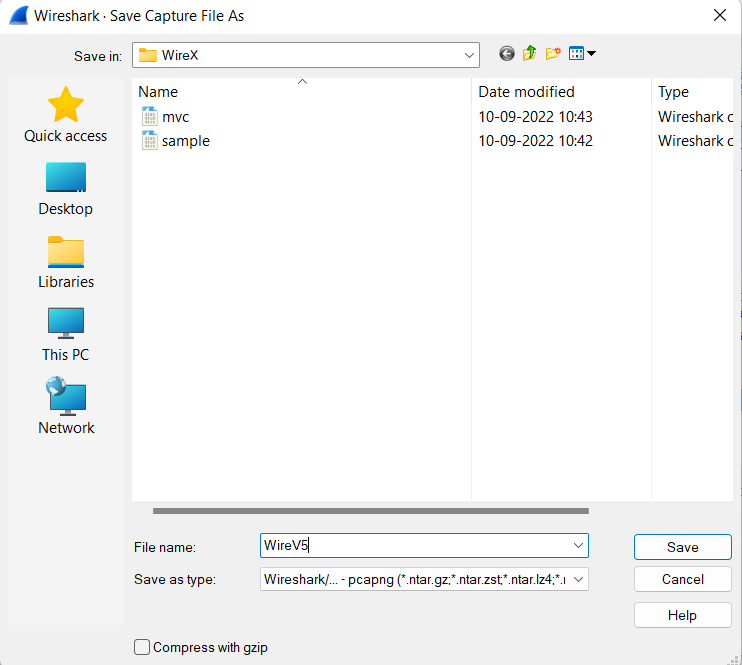 Wireshark · Save Capture File As
Save in: WireX
Name Date modified Type
mvc 10-09-2022 10:43 Wireshark c
sample 10-09-2022 10:42 Wireshark c
Quick access
Desktop
Libraries
This PC
Network
File name: WireV5 Save
Save as type: Wireshark/... - pcapng (*.ntar.gz;*.ntar.zst;*.ntar.lz4;*. Cancel
Help
Compress with gzip